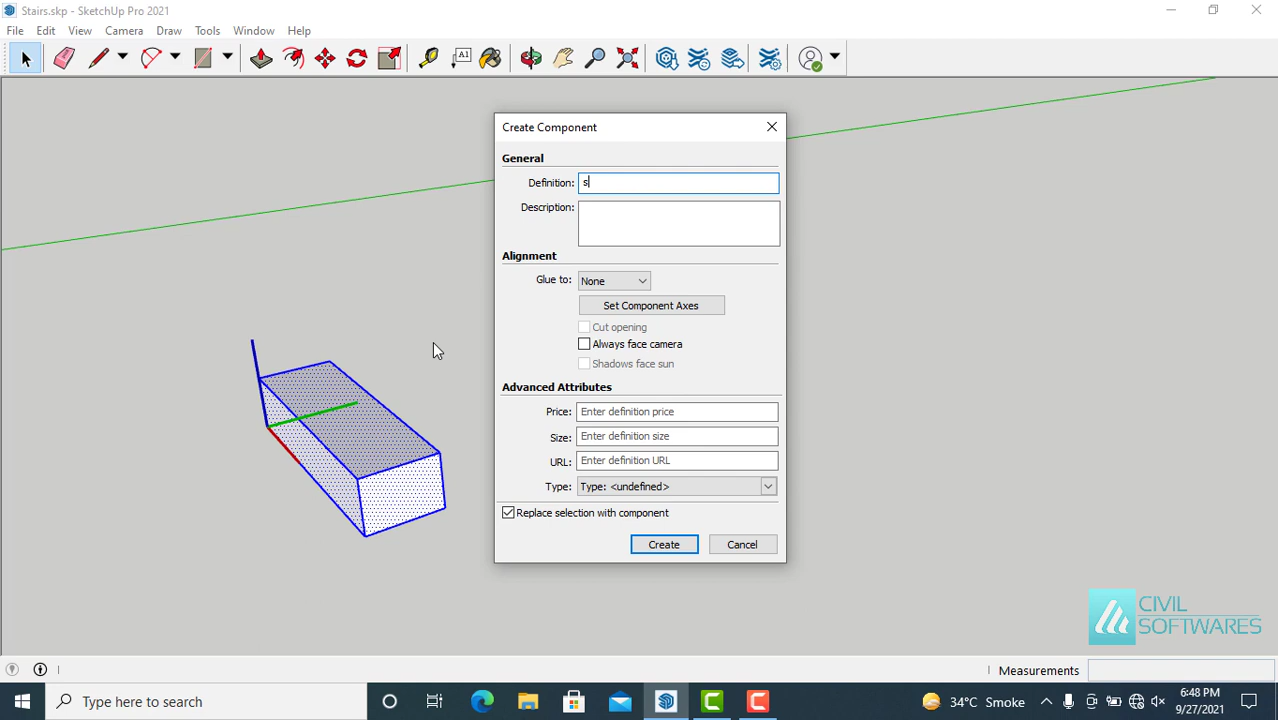 Stairs.skp - SketchUp Pro 2021
File Edit View Camera Draw Tools Window Help
A1
Create Component
General
Definition: s
Description:
Alignment
Glue to: None
Set Component Axes
Cut opening
Always face camera
Shadows face sun
Advanced Attributes
Price: Enter definition price
Size: Enter definition size
URL: Enter definition URL
Type: Type: <undefined>
Replace selection with component
Create Cancel
CIVIL
SOFTWARES
Measurements
Type here to search
34°C Smoke
6:48 PM
9/27/2021